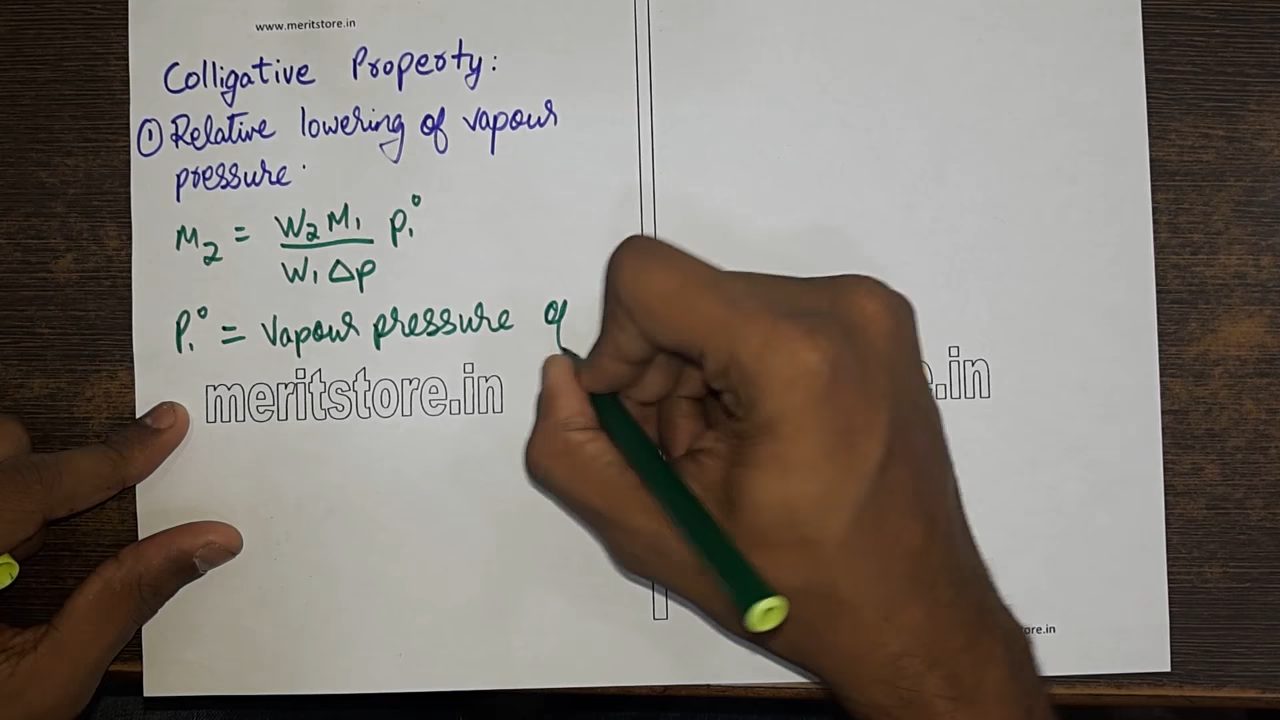 www.meritstore.in
Colligative Property:
① Relative lowering of vapour
pressure.
M₂ = W₂ M₁ / W₁ Δp P₁°
P₁° = Vapour pressure of
meritstore.in
e.in
ore.in